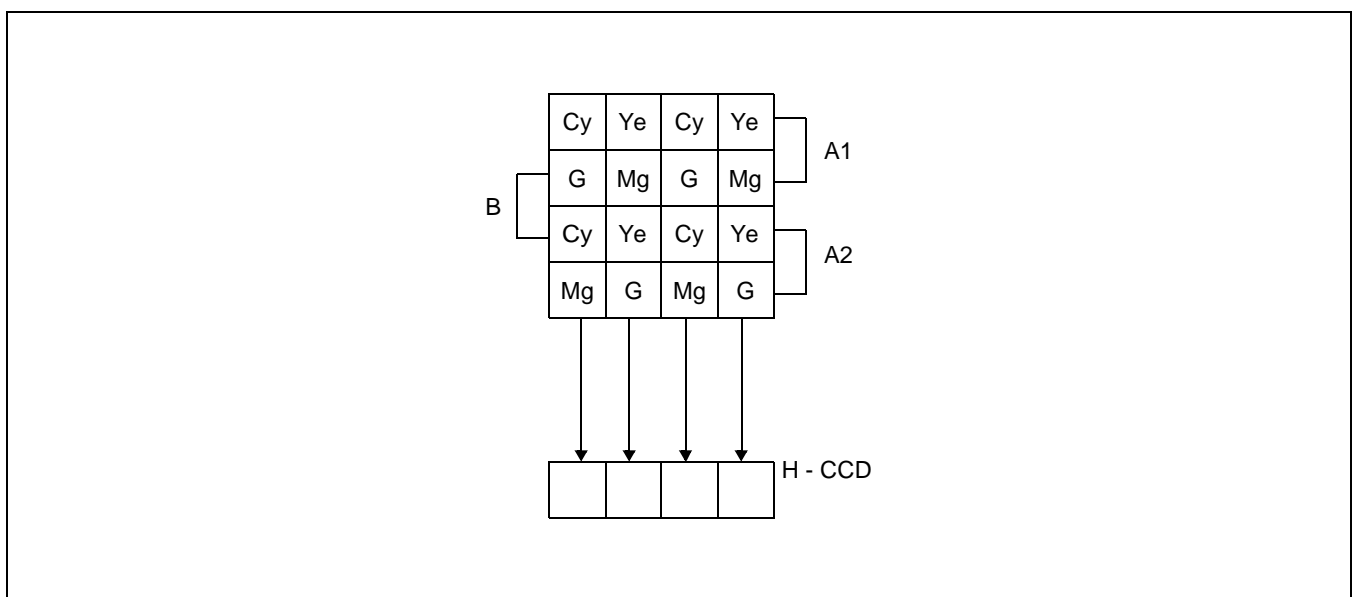 Cy Ye Cy Ye
A1
G Mg G Mg
B
Cy Ye Cy Ye
A2
Mg G Mg G
H - CCD